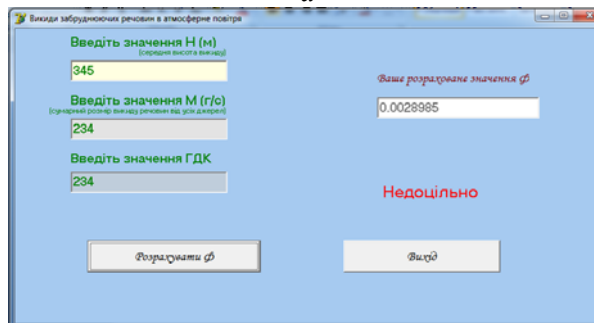 Викиди забруднюючих речовин в атмосферне повітря
Введіть значення Н (м)
(середня висота викиду)
345
Ваше розраховане значення ф
Введіть значення М (г/с)
0.0028985
(сумарний розмір викиду речовин від усіх джерел)
234
Введіть значення ГДК
234
Недоцільно
Розрахувати ф
Вихід